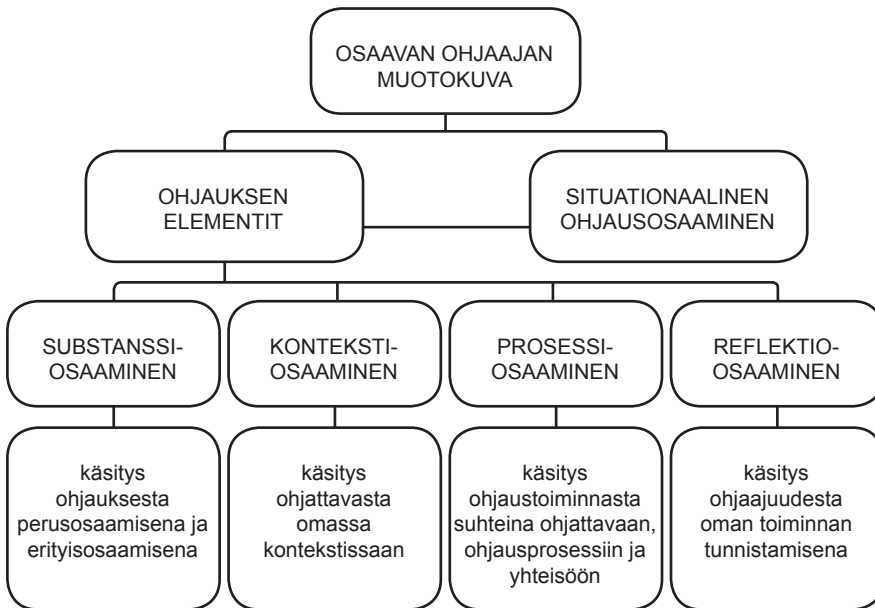 OSAAVAN OHJAAJAN
MUOTOKUVA
OHJAUKSEN
ELEMENTIT
SITUATIONAALINEN
OHJAUSOSAAMINEN
SUBSTANSSI-
OSAAMINEN
KONTEKSTI-
OSAAMINEN
PROSESSI-
OSAAMINEN
REFLEKTIO-
OSAAMINEN
käsitys
ohjauksesta
perusosaamisena ja
erityisosaamisena
käsitys
ohjattavasta
omassa
kontekstissaan
käsitys
ohjaustoiminnasta
suhteina ohjattavaan,
ohjausprosessiin ja
yhteisöön
käsitys
ohjaajuudesta
oman toiminnan
tunnistamisena